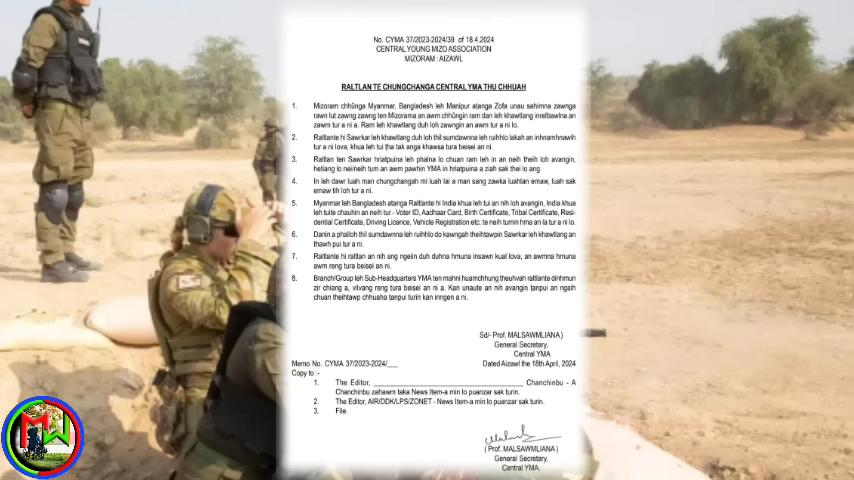 No. CYMA 37/2023-2024/39 of 18.4.2024
CENTRAL YOUNG MIZO ASSOCIATION
MIZORAM : AIZAWL
RALTLAN TE CHUNGCHANGA CENTRAL YMA THU CHHUAH
1. Mizoram chhûnga Myanmar, Bangladesh leh Manipur atanga Zofa unau sahimna zawnga
rawn lut zawng zawng ten Mizorama an awm chhûngin ram dan leh khawtlang inrelbawlna an
zawm tur a ni a. Ram leh khawtlang duh loh zawngin an awm tur a ni lo.
2. Raltlante hi Sawrkar leh khawtlang duh loh thil sumdawnna leh ruihhlo lakah an inhnamhnawih
tur a ni lova, khua leh tui ṭha tak anga khawsa tura beisei an ni.
3. Raltlan ten Sawrkar hriatpuina leh phalna lo chuan ram leh in an neih theih loh avangin,
hetiang lo nei/neih tum an awm pawhin YMA in hriatpuina a ziah sak thei lo ang.
4. In leh dawr luah man chungchangah mi luah lai a man sang zawka luahlan emaw, luah sak
emaw tih loh tur a ni.
5. Myanmar leh Bangladesh atanga Raltlante hi India khua leh tui an nih loh avangin, India khua
leh tuite chauhin an neih tur - Voter ID, Aadhaar Card, Birth Certificate, Tribal Certificate, Resi-
dential Certificate, Driving Licence, Vehicle Registration etc. te neih tumin hma an la tur a ni lo.
6. Danin a phalloh thil sumdawnna leh ruihhlo do kawngah theihtawpin Sawrkar leh khawtlang an
thawh pui tur a ni.
7. Raltlante hi raltlan an nih ang ngeiin duh duhna hmuna insawn kual lova, an awmna hmuna
awm reng tura beisei an ni.
8. Branch/Group leh Sub-Headquarters YMA ten mahni huamchhung theuhvah raltlante dinhmun
zir chiang a, vilvang reng tura beisei an ni a. Kan unaute an nih avangin tanpui an ngaih
chuan theihtawp chhuaha tanpui turin kan inngen a ni.
Sd/- Prof. MALSAWMLIANA )
General Secretary,
Central YMA
Memo No. CYMA 37/2023-2024/___ Dated Aizawl the 18th April, 2024
Copy to :-
1. The Editor, ______________ Chanchinbu - A
Chanchinbu zahawm taka News Item-a min lo puanzar sak turin.
2. The Editor, AIR/DDK/LPS/ZONET - News Item-a min lo puanzar sak turin.
3. File.
( Prof. MALSAWMLIANA )
General Secretary,
Central YMA.